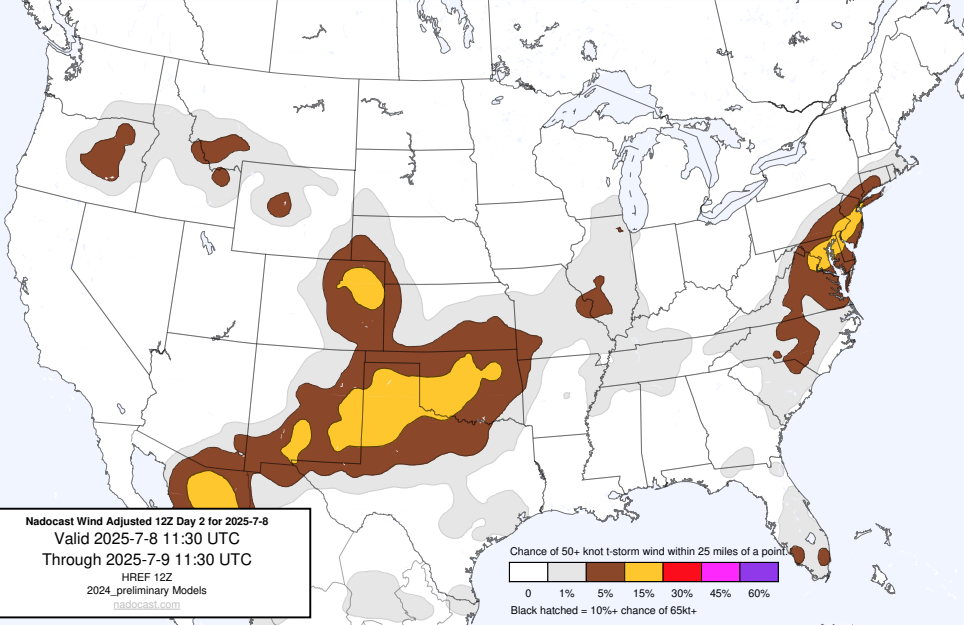 Nadocast Wind Adjusted 12Z Day 2 for 2025-7-8
Valid 2025-7-8 11:30 UTC
Through 2025-7-9 11:30 UTC
HREF 12Z
2024_preliminary Models
nadocast.com
Chance of 50+ knot t-storm wind within 25 miles of a point.
0 1% 5% 15% 30% 45% 60%
Black hatched = 10%+ chance of 65kt+